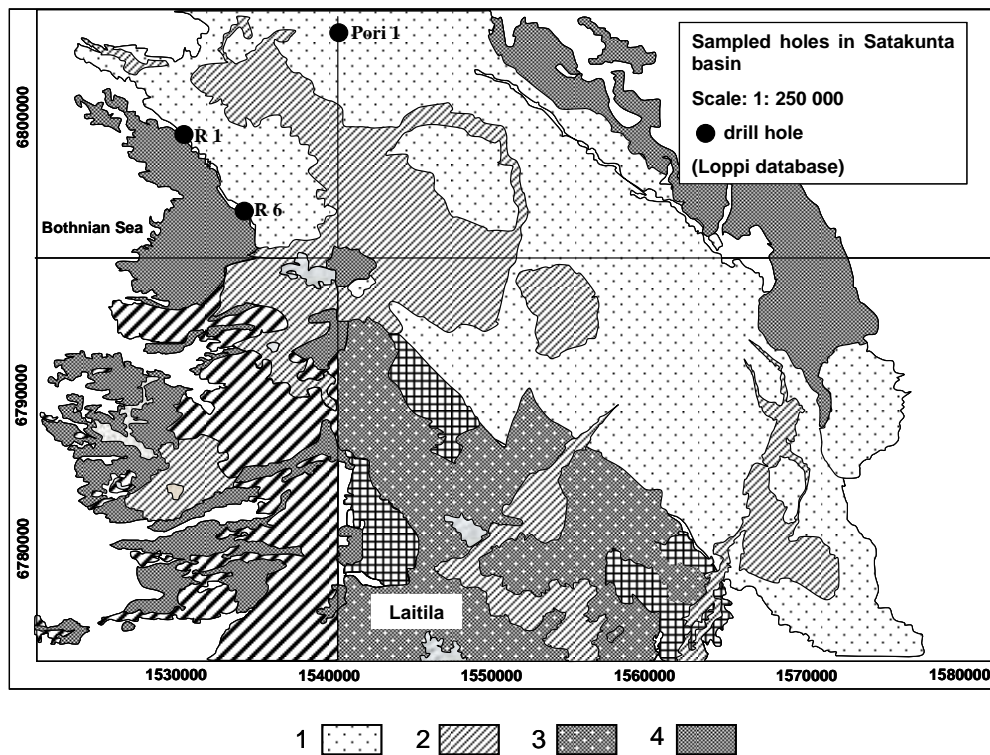 Pori 1
Sampled holes in Satakunta
basin
Scale: 1: 250 000
drill hole
(Loppi database)
R 1
R 6
Bothnian Sea
6800000
6790000
6780000
Laitila
1530000 1540000 1550000 1560000 1570000 1580000
1 2 3 4